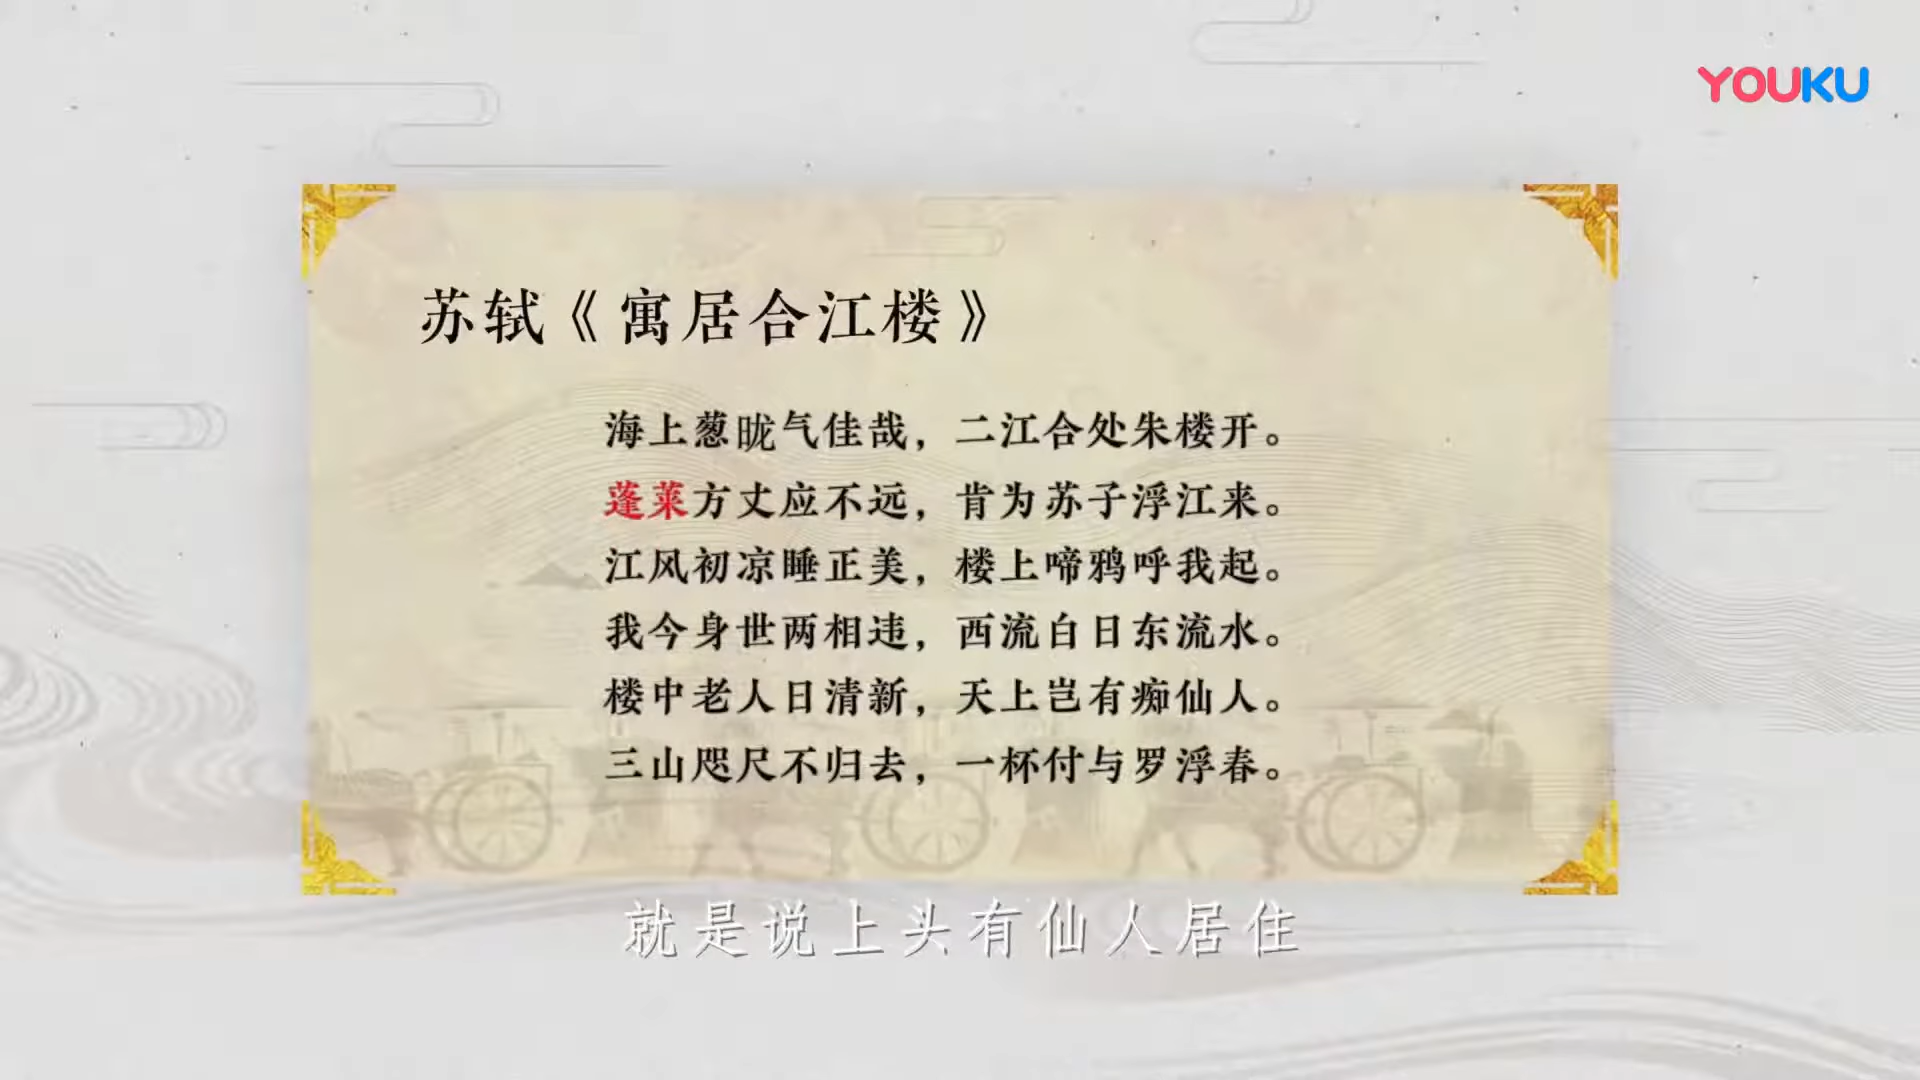 YOUKU
苏轼《寓居合江楼》
海上葱昽气佳哉，二江合处朱楼开。
蓬莱方丈应不远，肯为苏子浮江来。
江风初凉睡正美，楼上啼鸦呼我起。
我今身世两相违，西流白日东流水。
楼中老人日清新，天上岂有痴仙人。
三山咫尺不归去，一杯付与罗浮春。
就是说上头有仙人居住